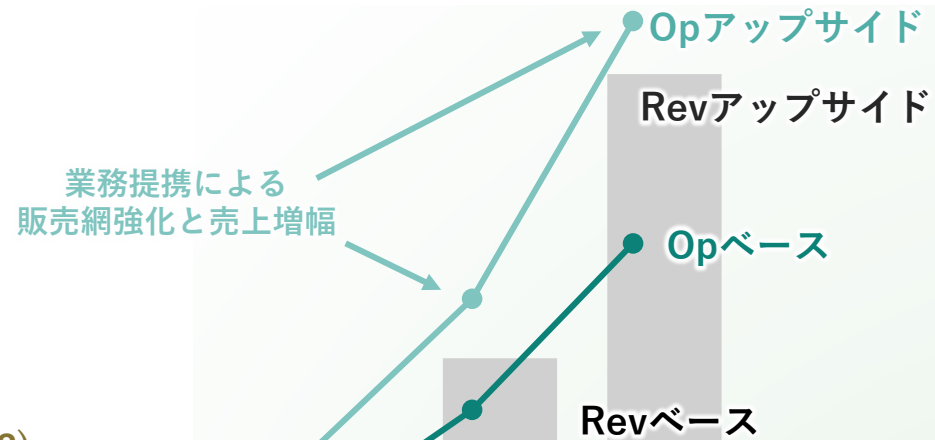 Opアップサイド
Revアップサイド
業務提携による
販売網強化と売上増幅
Opベース
Revベース